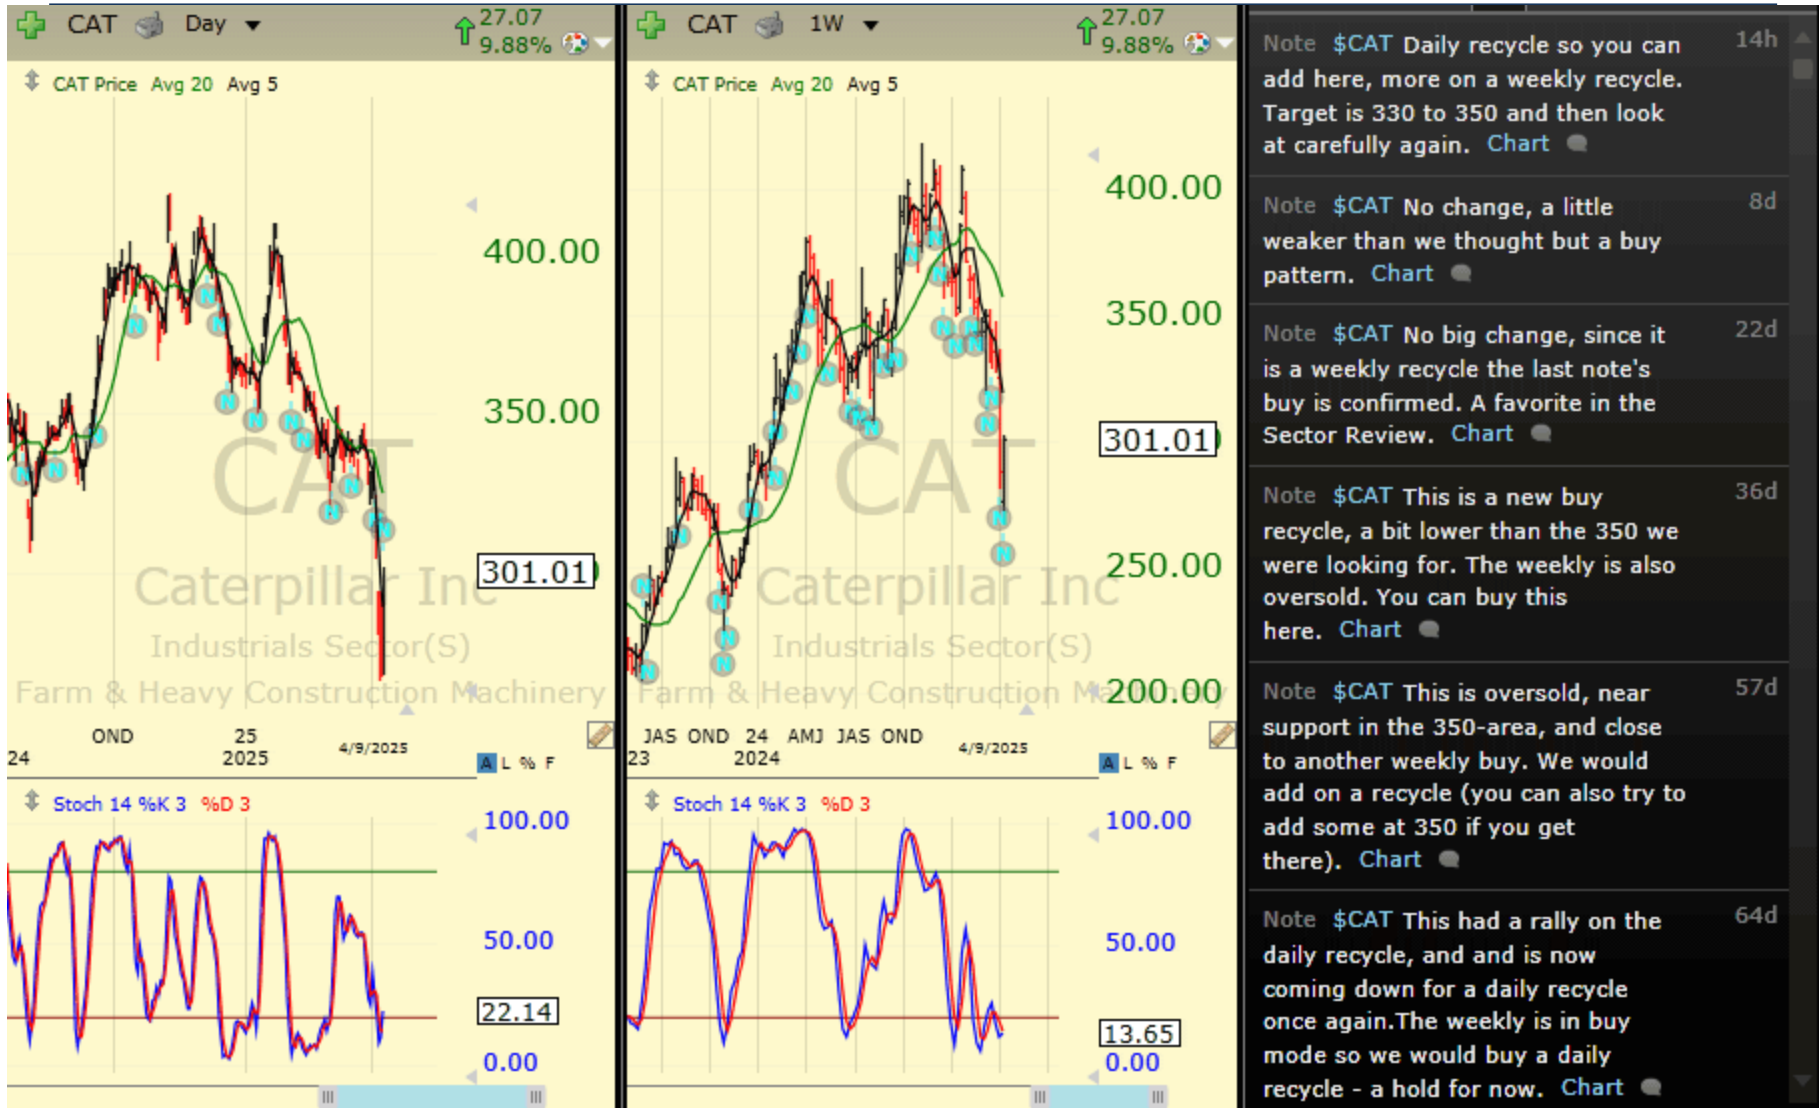 CAT Day 27.07
9.88%
CAT Price Avg 20 Avg 5
400.00
350.00
301.01
CAT
Caterpillar Inc
Industrials Sector(S)
Farm & Heavy Construction Machinery
OND 25
24 2025 4/9/2025
A L % F
Stoch 14 %K 3 %D 3
100.00
50.00
22.14
0.00
CAT 1W 27.07
9.88%
CAT Price Avg 20 Avg 5
400.00
350.00
301.01
250.00
200.00
CAT
Caterpillar Inc
Industrials Sector(S)
Farm & Heavy Construction Machinery
JAS OND 24 AMJ JAS OND
23 2024 4/9/2025
A L % F
Stoch 14 %K 3 %D 3
100.00
50.00
13.65
0.00
Note $CAT Daily recycle so you can 14h
add here, more on a weekly recycle.
Target is 330 to 350 and then look
at carefully again. Chart
Note $CAT No change, a little 8d
weaker than we thought but a buy
pattern. Chart
Note $CAT No big change, since it 22d
is a weekly recycle the last note's
buy is confirmed. A favorite in the
Sector Review. Chart
Note $CAT This is a new buy 36d
recycle, a bit lower than the 350 we
were looking for. The weekly is also
oversold. You can buy this
here. Chart
Note $CAT This is oversold, near 57d
support in the 350-area, and close
to another weekly buy. We would
add on a recycle (you can also try to
add some at 350 if you get
there). Chart
Note $CAT This had a rally on the 64d
daily recycle, and and is now
coming down for a daily recycle
once again.The weekly is in buy
mode so we would buy a daily
recycle - a hold for now. Chart